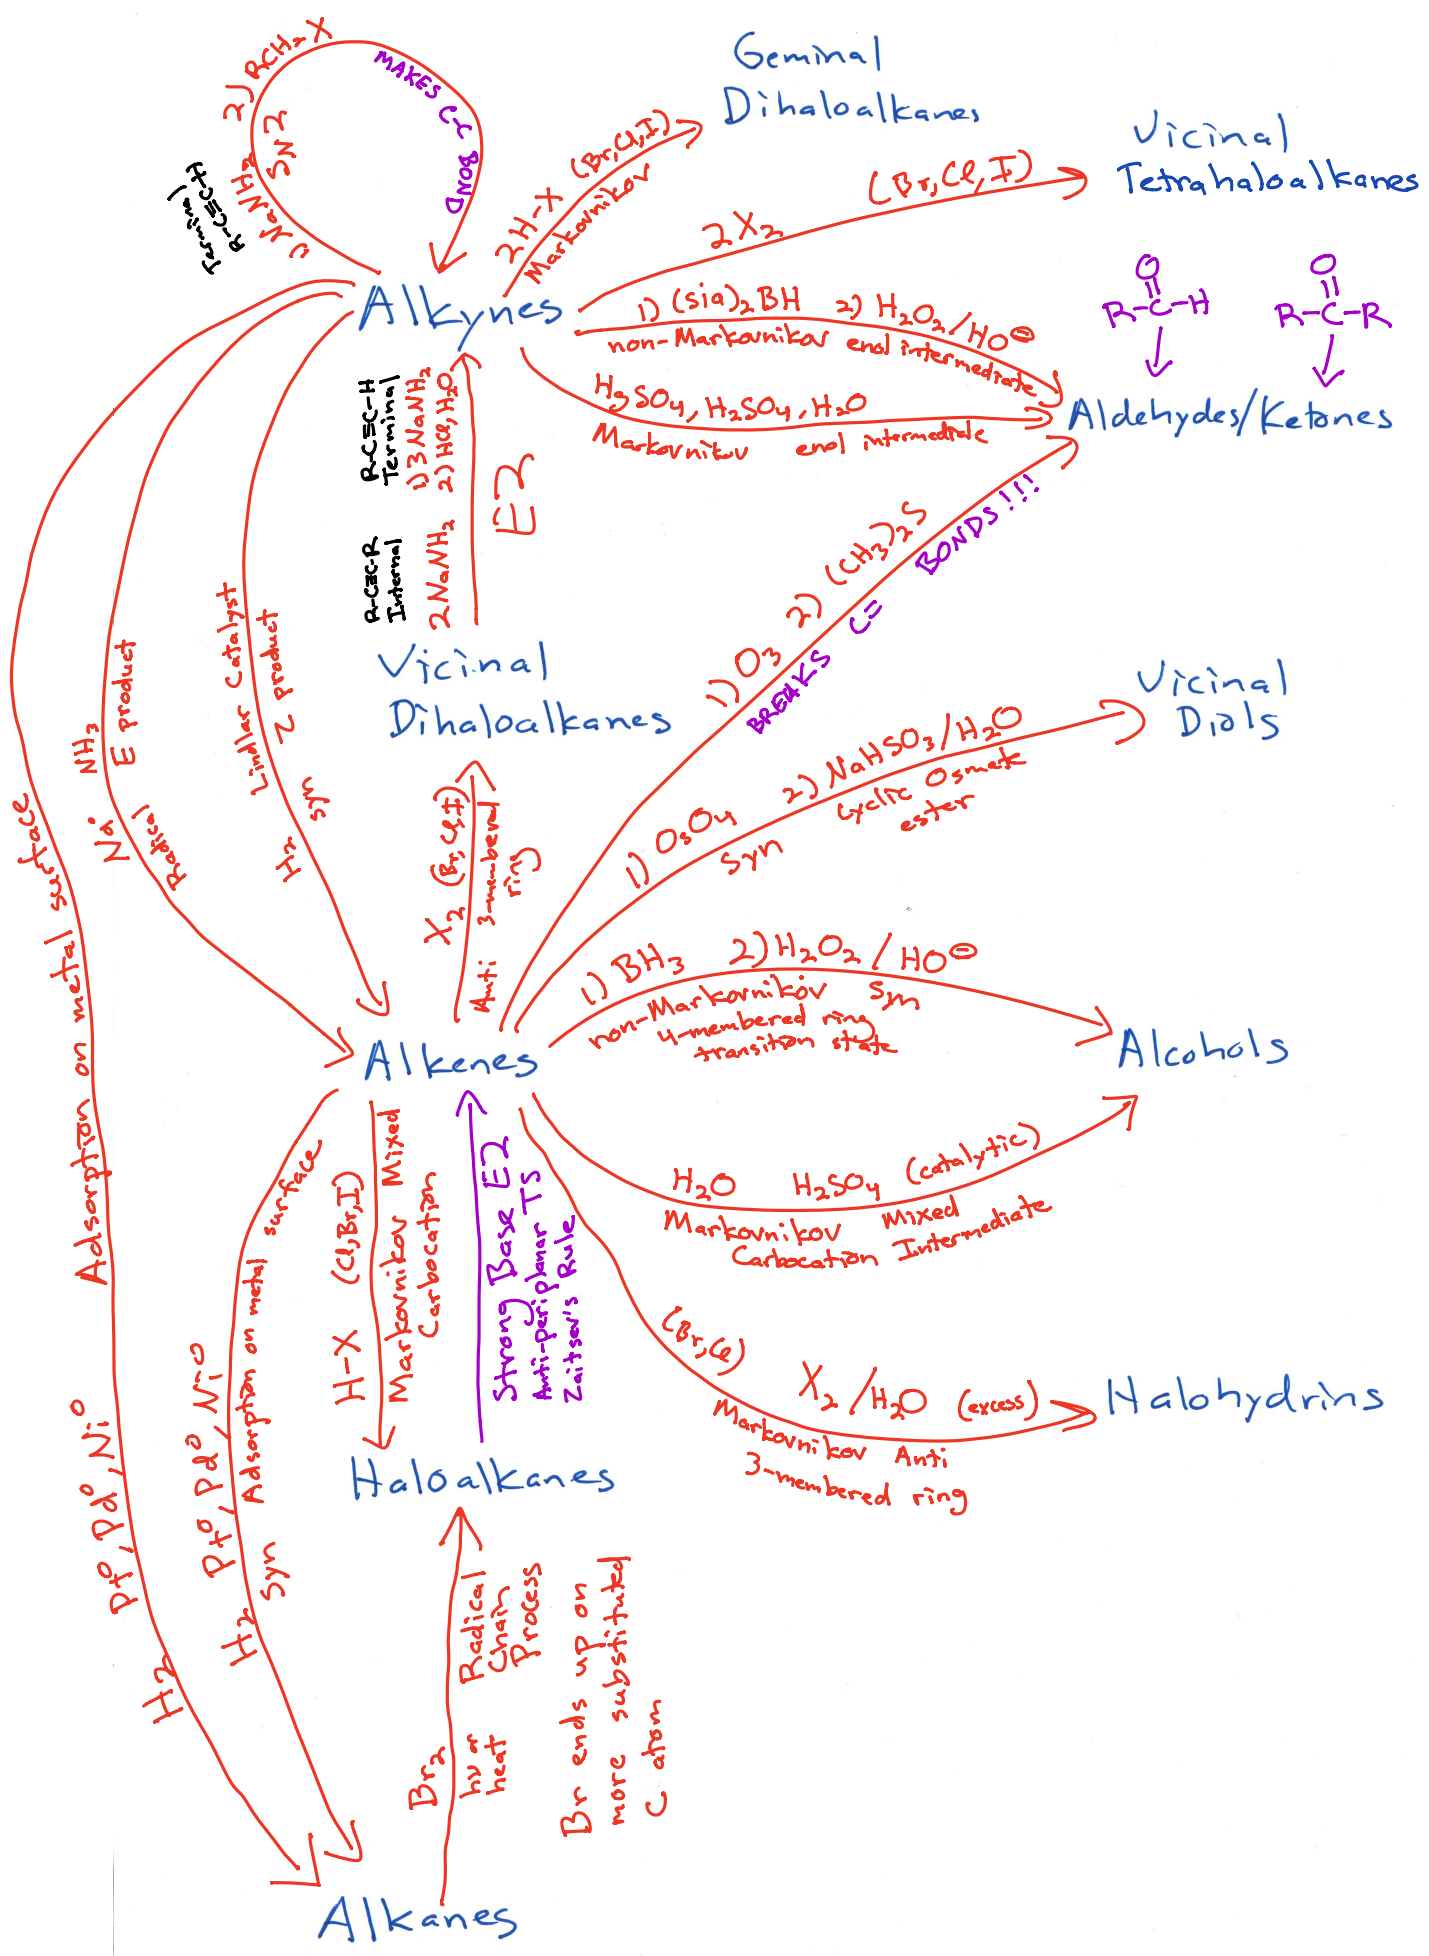 1) NaNH2 2) RCH2X
SN2
MAKES C-C BOND
Terminal
R-C≡C-H
Geminal
Dihaloalkanes
2H-X (Br,Cl,I)
Markovnikov
Vicinal
Tetrahaloalkanes
2X2 (Br,Cl,I)
Alkynes
1) (sia)2BH 2) H2O2/HO⊖
non-Markovnikov enol intermediate
HgSO4, H2SO4, H2O
Markovnikov enol intermediate
O
R-C-H
O
R-C-R
Aldehydes/Ketones
R-C≡C-H
Terminal
1) 3NaNH2
2) HCl, H2O
R-C≡C-R
Internal
2NaNH2
E2
1) O3 2) (CH3)2S
BREAKS C= BONDS!!!
Vicinal
Dihaloalkanes
Vicinal
Diols
1) OsO4 2) NaHSO3/H2O
Syn
Cyclic Osmate
ester
H2 Lindlar Catalyst
Syn Z product
Na° NH3
Radical E product
X2 (Br,Cl,I)
Anti 3-membered
ring
1) BH3 2) H2O2 / HO⊖
non-Markovnikov Syn
4-membered ring
transition state
Alkenes
Alcohols
H2O H2SO4 (catalytic)
Markovnikov Mixed
Carbocation Intermediate
H-X (Cl,Br,I)
Markovnikov Mixed
Carbocation
Strong Base E2
Anti-periplanar TS
Zaitsev's Rule
(Br,Cl)
X2/H2O (excess)
Markovnikov Anti
3-membered ring
Halohydrins
Haloalkanes
H2 Pt°, Pd°, Ni°
Adsorption on metal surface
H2 Pt°, Pd°, Ni°
Syn Adsorption on metal surface
Br2
hν or
heat
Radical
Chain
Process
Br ends up on
more substituted
C atom
Alkanes